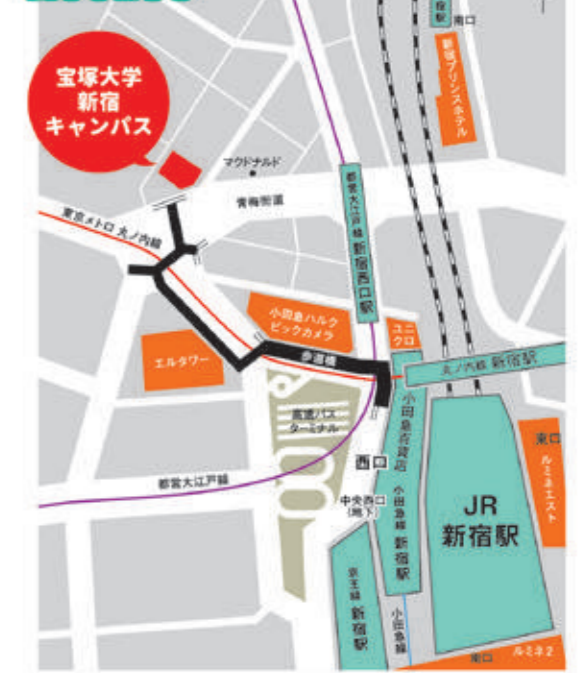 駅
南口
新宿プリンスホテル
宝塚大学
新宿
キャンパス
マクドナルド
青梅街道
都営大江戸線 新宿西口駅
東京メトロ 丸ノ内線
小田急ハルク
ビックカメラ
ユニ
クロ
エルタワー
歩道橋
丸ノ内線 新宿駅
高速バス
ターミナル
小田急百貨店
西口
東口
ルミネエスト
都営大江戸線
中央西口
(地下)
小田急線 新宿駅
JR
新宿駅
京王線 新宿駅
小田急線
南口
ルミネ2